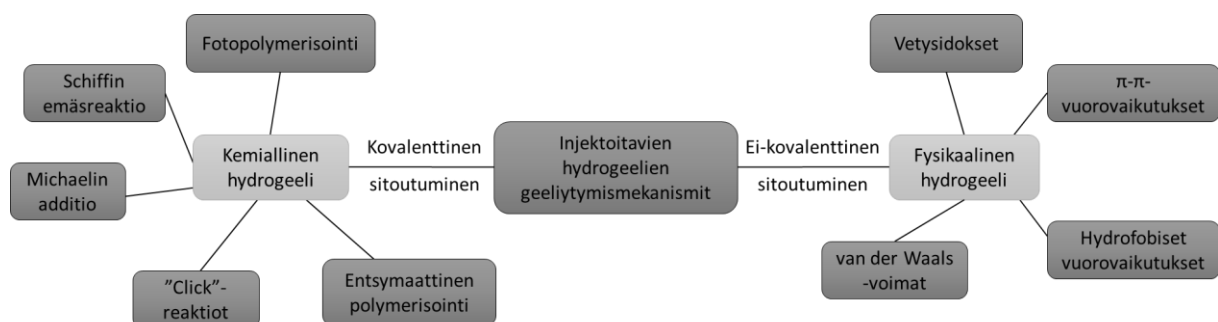 Fotopolymerisointi
Schiffin
emäsreaktio
Michaelin
additio
Kemiallinen
hydrogeeli
”Click”-
reaktiot
Entsymaattinen
polymerisointi
Kovalenttinen
sitoutuminen
Injektoitavien
hydrogeelien
geeliytymismekanismit
Ei-kovalenttinen
sitoutuminen
Fysikaalinen
hydrogeeli
Vetysidokset
π-π-
vuorovaikutukset
Hydrofobiset
vuorovaikutukset
van der Waals
-voimat